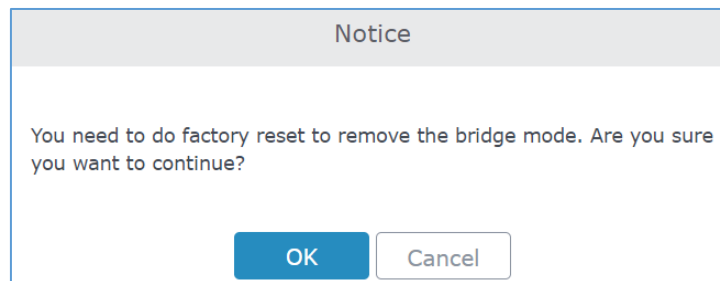 Notice
You need to do factory reset to remove the bridge mode. Are you sure
you want to continue?
OK
Cancel